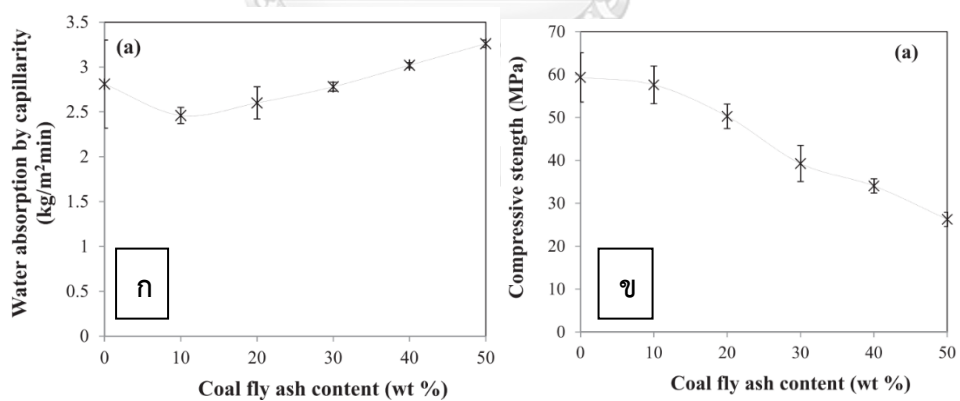 Water absorption by capillarity
(kg/m²min)
3.5
3
2.5
2
1.5
1
0.5
0
(a)
ก
0 10 20 30 40 50
Coal fly ash content (wt %)
Compressive stength (MPa)
70
60
50
40
30
20
10
0
(a)
ข
0 10 20 30 40 50
Coal fly ash content (wt %)